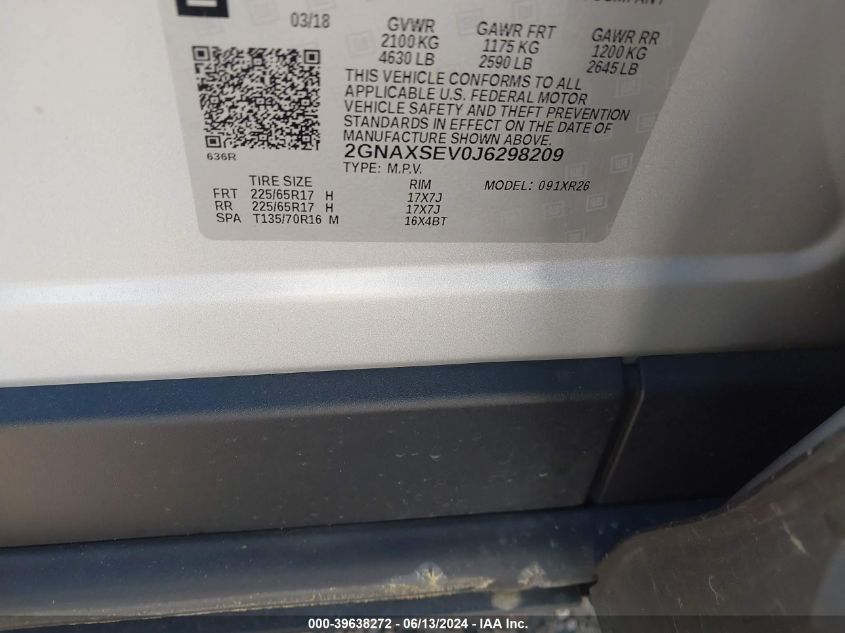 03/18 GVWR GAWR FRT GAWR RR
2100 KG 1175 KG 1200 KG
4630 LB 2590 LB 2645 LB
THIS VEHICLE CONFORMS TO ALL
APPLICABLE U.S. FEDERAL MOTOR
VEHICLE SAFETY AND THEFT PREVENTION
STANDARDS IN EFFECT ON THE DATE OF
MANUFACTURE SHOWN ABOVE.
636R 2GNAXSEV0J6298209
TYPE: M.P.V.
TIRE SIZE RIM MODEL: 091XR26
FRT 225/65R17 H 17X7J
RR 225/65R17 H 17X7J
SPA T135/70R16 M 16X4BT
000-39638272 - 06/13/2024 - IAA Inc.